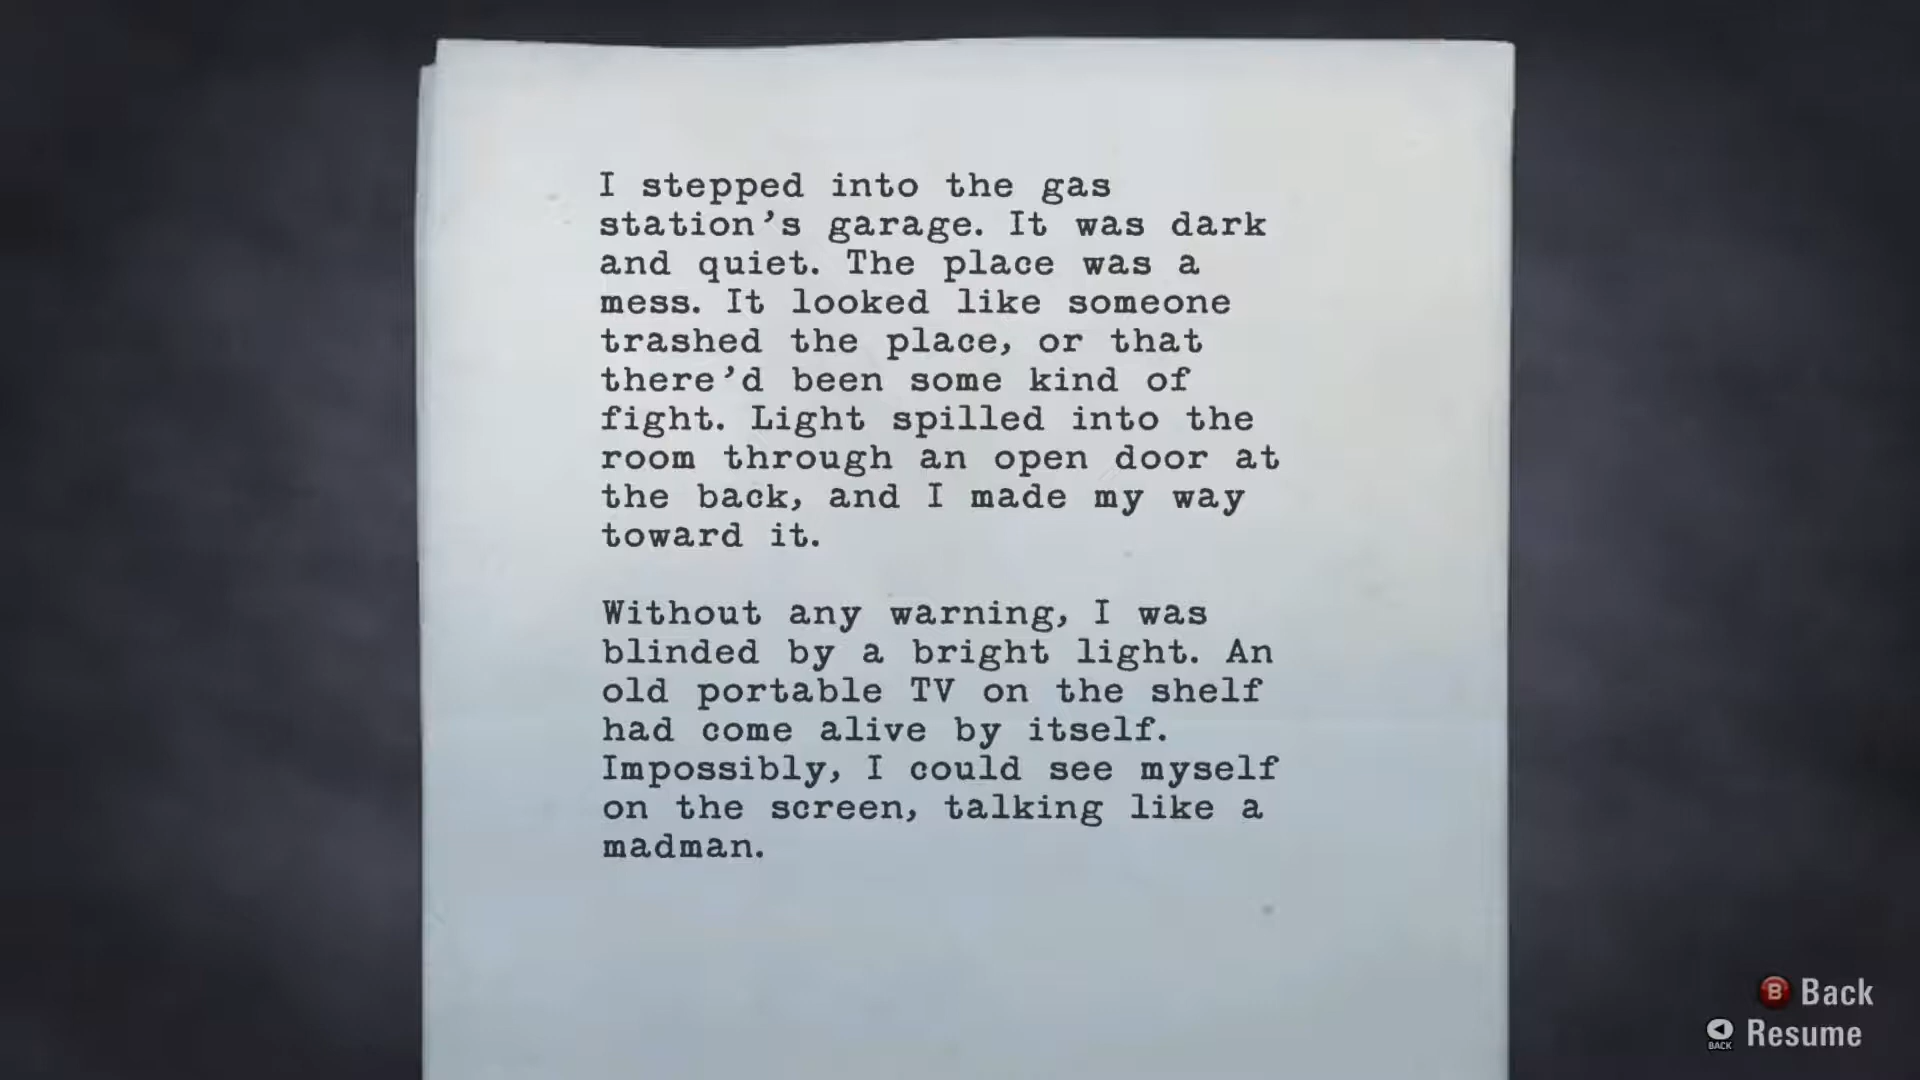 I stepped into the gas
station’s garage. It was dark
and quiet. The place was a
mess. It looked like someone
trashed the place, or that
there’d been some kind of
fight. Light spilled into the
room through an open door at
the back, and I made my way
toward it.
Without any warning, I was
blinded by a bright light. An
old portable TV on the shelf
had come alive by itself.
Impossibly, I could see myself
on the screen, talking like a
madman.
B Back
BACK Resume